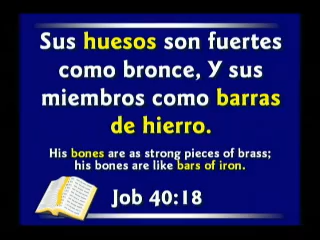 Sus huesos son fuertes
como bronce, Y sus
miembros como barras
de hierro.
His bones are as strong pieces of brass;
his bones are like bars of iron.
Job 40:18